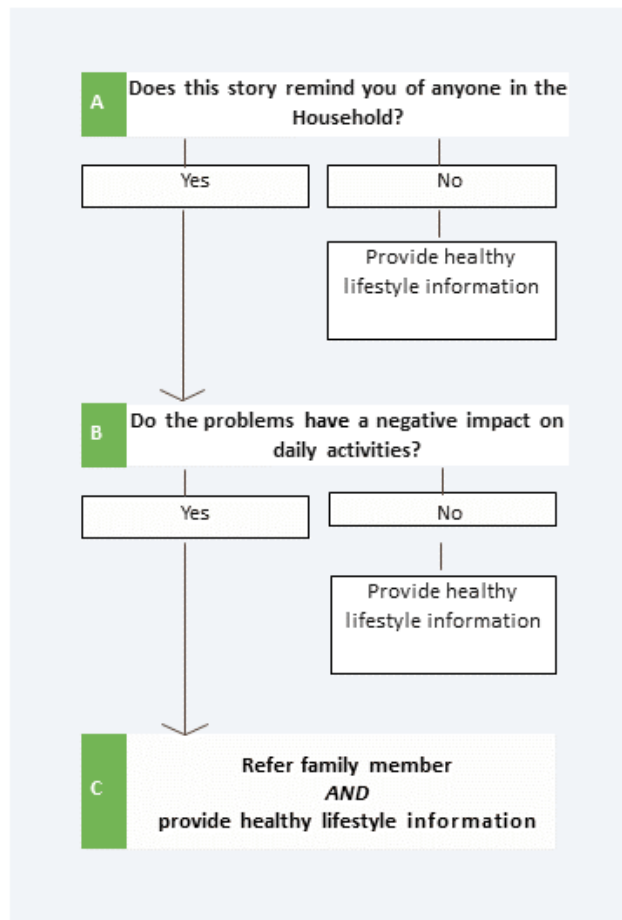 A
Does this story remind you of anyone in the
Household?
Yes
No
Provide healthy
lifestyle information
B
Do the problems have a negative impact on
daily activities?
Yes
No
Provide healthy
lifestyle information
C
Refer family member
AND
provide healthy lifestyle information